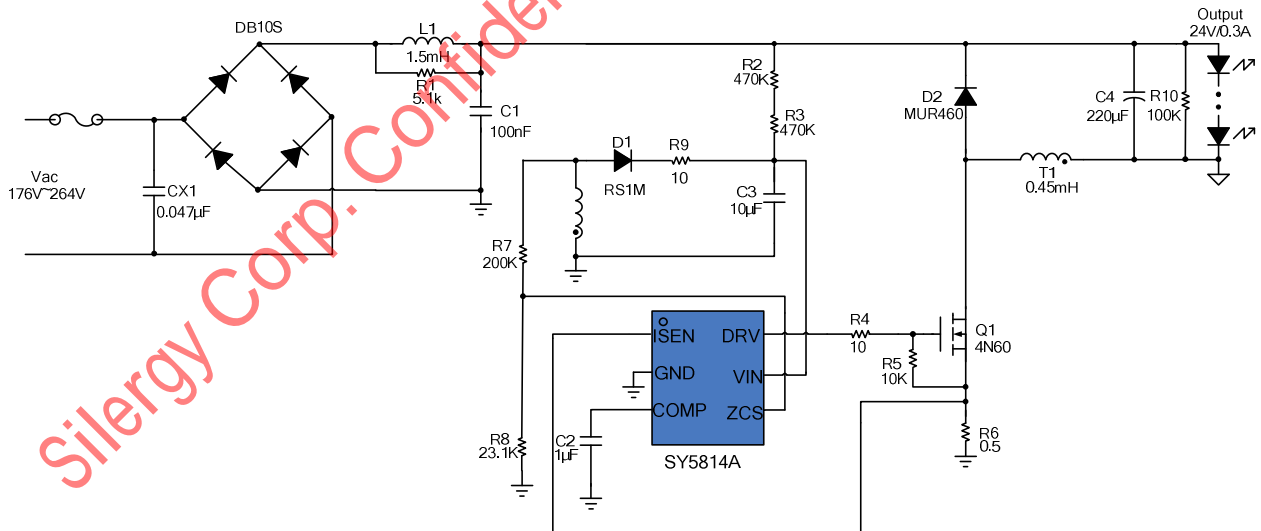 DB10S
L1
1.5mH
R1
5.1k
C1
100nF
Vac
176V~264V
CX1
0.047µF
R2
470K
R3
470K
D1
RS1M
R9
10
C3
10µF
D2
MUR460
T1
0.45mH
C4
220µF
R10
100K
Output
24V/0.3A
R7
200K
R8
23.1K
C2
1µF
ISEN
GND
COMP
DRV
VIN
ZCS
SY5814A
R4
10
R5
10K
Q1
4N60
R6
0.5
Silergy Corp. Confiden